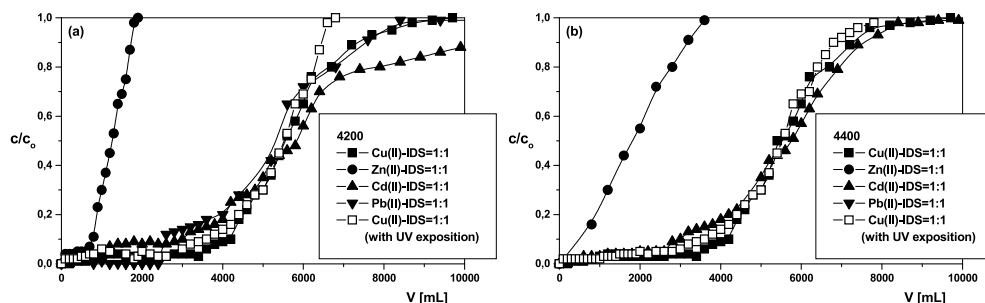 (a)
1,0
0,8
0,6
0,4
0,2
0,0
c/c₀
4200
Cu(II)-IDS=1:1
Zn(II)-IDS=1:1
Cd(II)-IDS=1:1
Pb(II)-IDS=1:1
Cu(II)-IDS=1:1
(with UV exposition)
0 2000 4000 6000 8000 10000
V [mL]
(b)
1,0
0,8
0,6
0,4
0,2
0,0
c/c₀
4400
Cu(II)-IDS=1:1
Zn(II)-IDS=1:1
Cd(II)-IDS=1:1
Pb(II)-IDS=1:1
Cu(II)-IDS=1:1
(with UV exposition)
0 2000 4000 6000 8000 10000
V [mL]